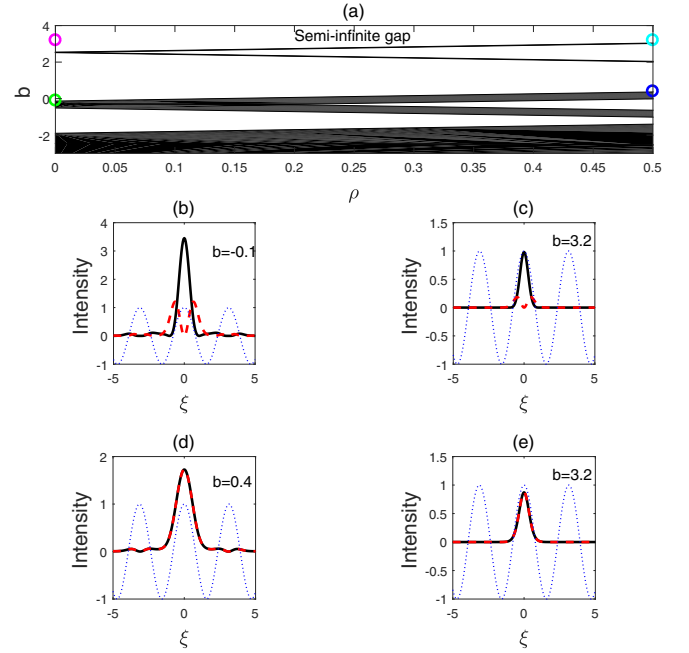 (a)
Semi-infinite gap
b
4
2
0
-2
0 0.05 0.1 0.15 0.2 0.25 0.3 0.35 0.4 0.45 0.5
ρ
(b)
b=-0.1
Intensity
4
3
2
1
0
-1
-5 0 5
ξ
(c)
b=3.2
Intensity
1.5
1
0.5
0
-0.5
-1
-5 0 5
ξ
(d)
b=0.4
Intensity
2
1
0
-1
-5 0 5
ξ
(e)
b=3.2
Intensity
1.5
1
0.5
0
-0.5
-1
-5 0 5
ξ